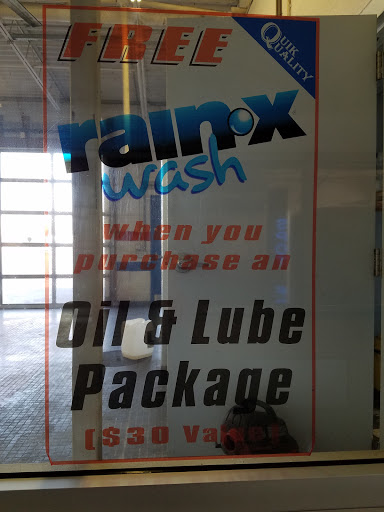 FREE
QUIK
QUALITY
rain•x
wash
when you
purchase an
Oil & Lube
Package
($30 Value)